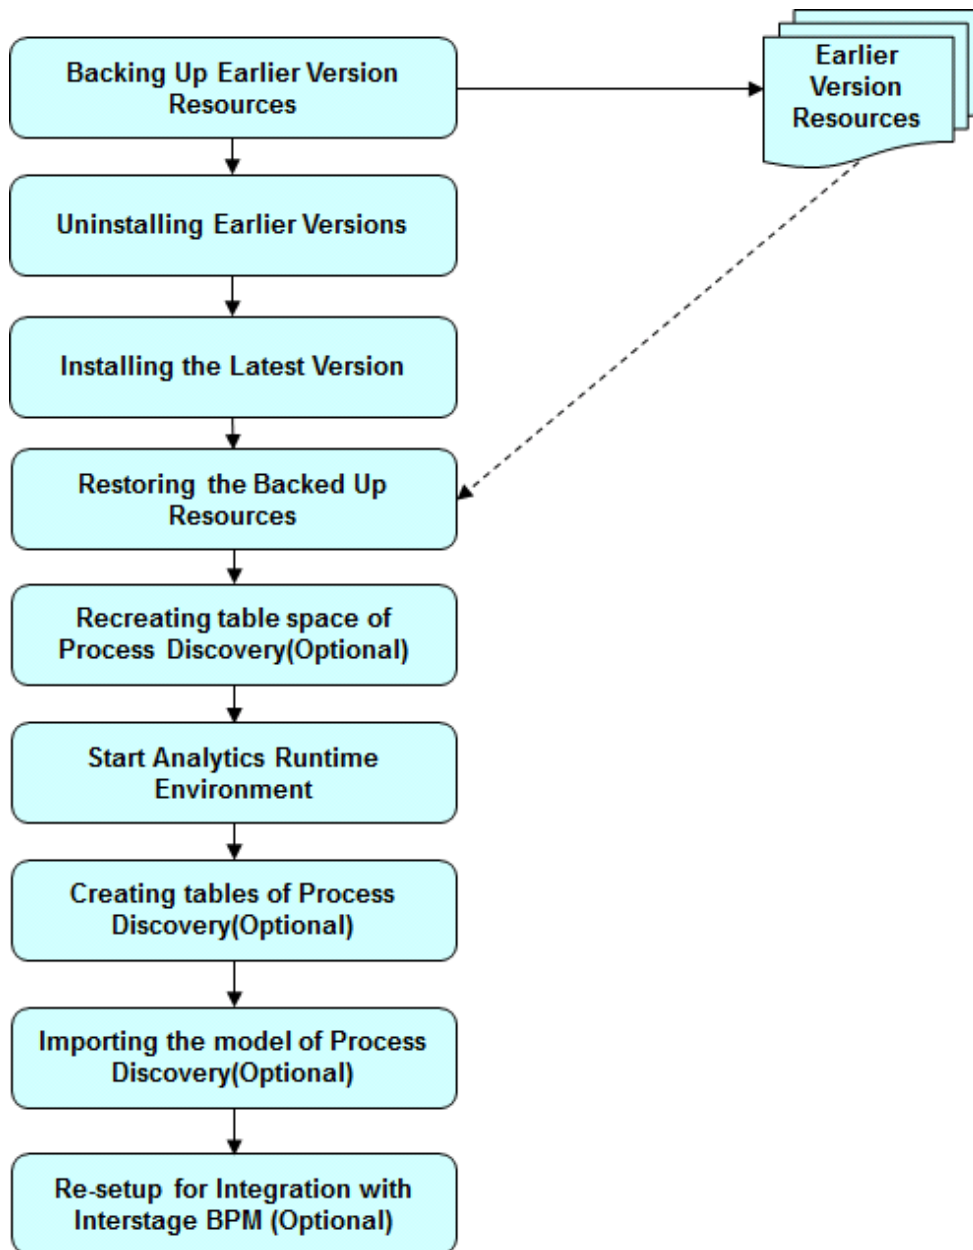 Backing Up Earlier Version
Resources
Earlier
Version
Resources
Uninstalling Earlier Versions
Installing the Latest Version
Restoring the Backed Up
Resources
Recreating table space of
Process Discovery(Optional)
Start Analytics Runtime
Environment
Creating tables of Process
Discovery(Optional)
Importing the model of Process
Discovery(Optional)
Re-setup for Integration with
Interstage BPM (Optional)